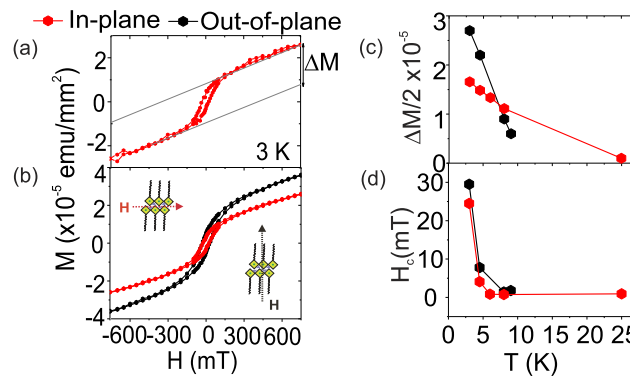 In-plane Out-of-plane
(a)
2
0
-2
ΔM
3 K
(b)
4
2
0
-2
-4
H
H
M (x10⁻⁵ emu/mm²)
-600 -300 0 300 600
H (mT)
(c)
3
2
1
0
ΔM/2 x10⁻⁵
(d)
30
20
10
0
H_c(mT)
0 5 10 15 20 25
T (K)